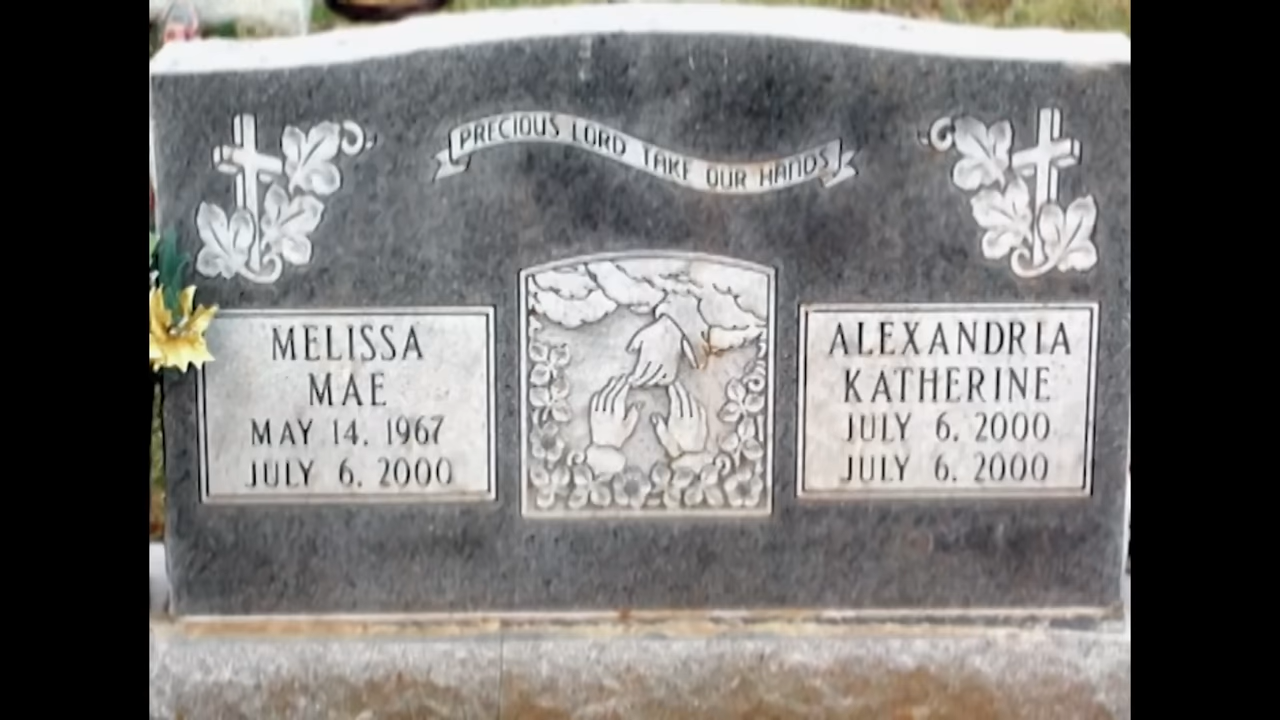 PRECIOUS LORD TAKE OUR HANDS
MELISSA
MAE
MAY 14, 1967
JULY 6, 2000
ALEXANDRIA
KATHERINE
JULY 6, 2000
JULY 6, 2000